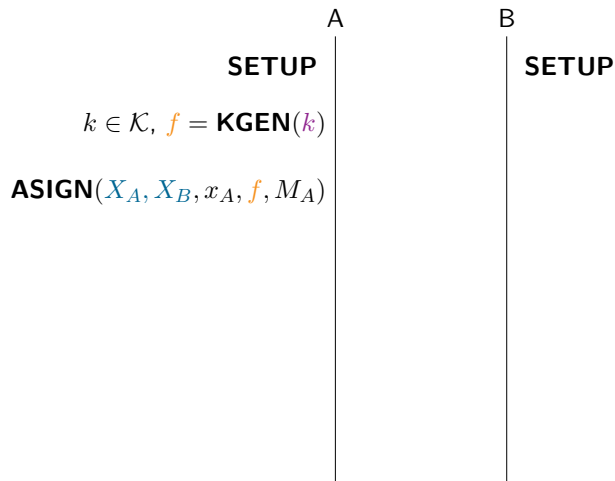 A B
SETUP SETUP
k ∈ 𝒦, f = KGEN(k)
ASIGN(X_A, X_B, x_A, f, M_A)